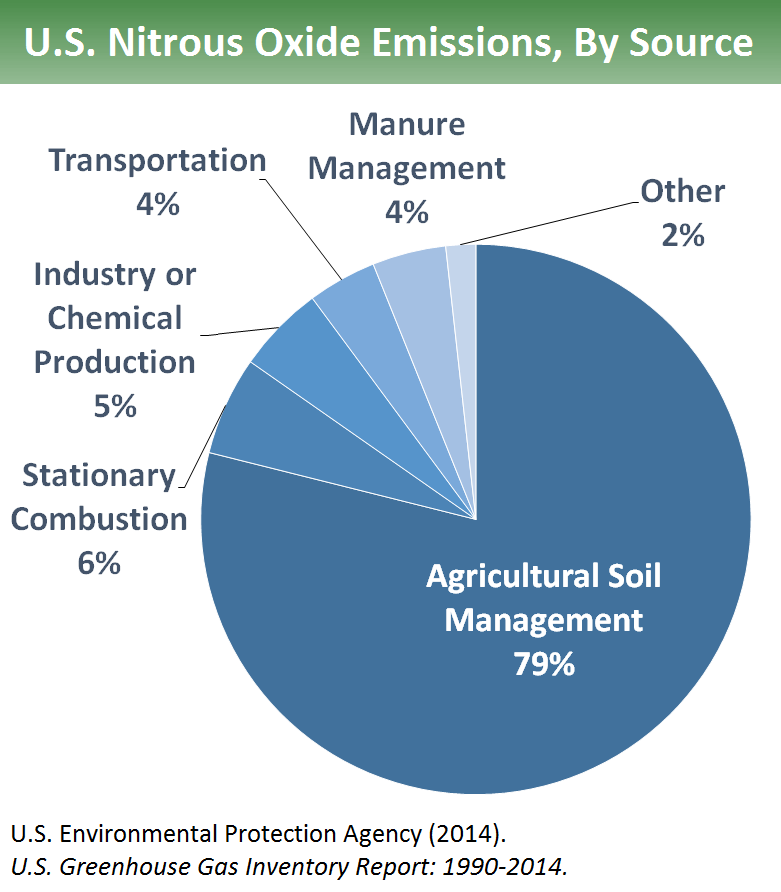 U.S. Nitrous Oxide Emissions, By Source
Manure
Management
4%
Transportation
4%
Other
2%
Industry or
Chemical
Production
5%
Stationary
Combustion
6%
Agricultural Soil
Management
79%
U.S. Environmental Protection Agency (2014).
U.S. Greenhouse Gas Inventory Report: 1990-2014.